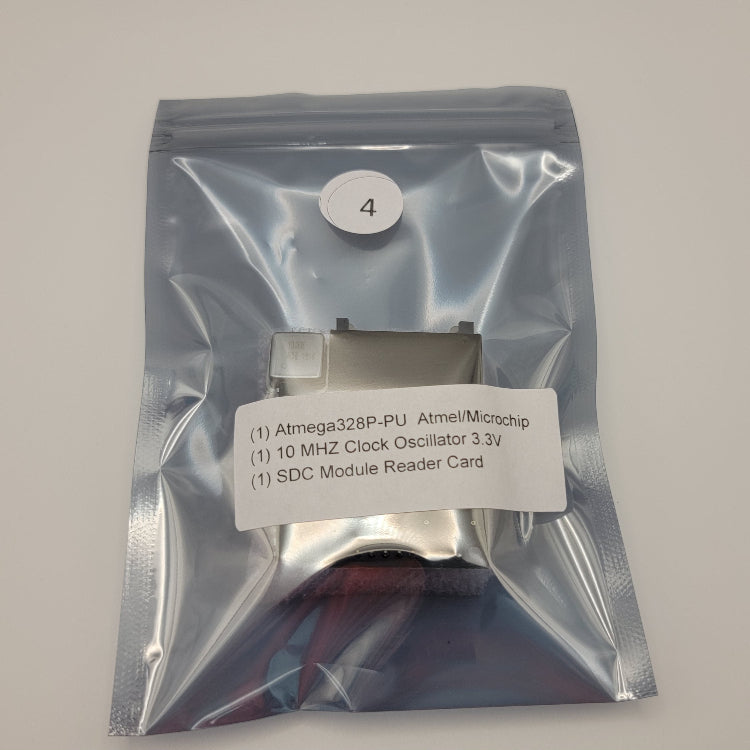 4
(1) Atmega328P-PU Atmel/Microchip
(1) 10 MHZ Clock Oscillator 3.3V
(1) SDC Module Reader Card